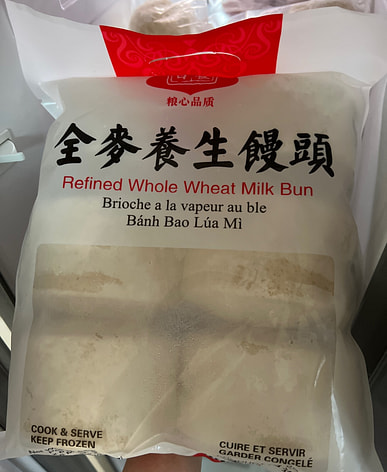 粮心品质
全麥養生饅頭
Refined Whole Wheat Milk Bun
Brioche a la vapeur au ble
Bánh Bao Lúa Mì
COOK & SERVE
KEEP FROZEN
CUIRE ET SERVIR
GARDER CONGELÉ